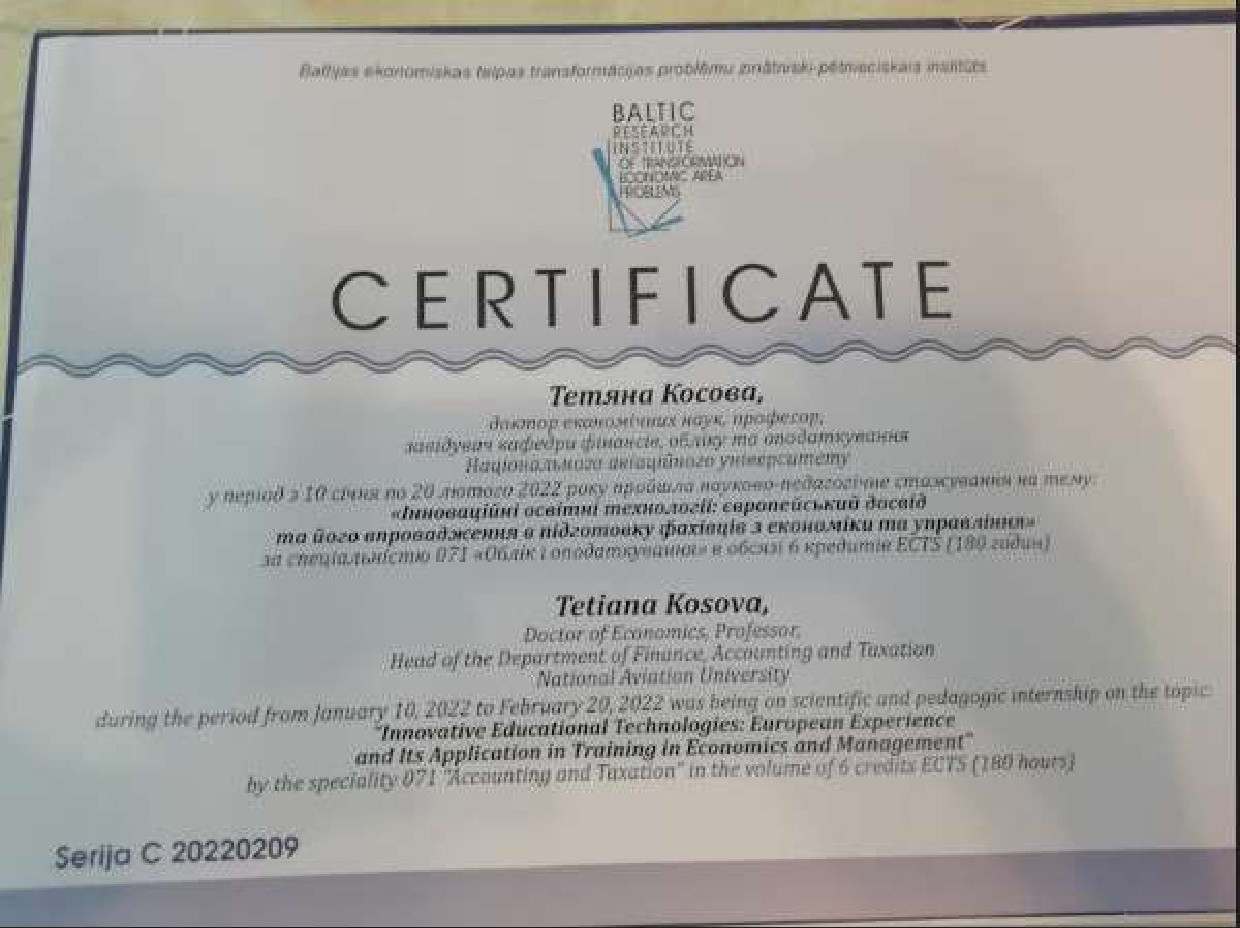 Baltijas ekonomiskas telpas transformācijas problēmu zinātniski-pētnieciskais institūts
BALTIC
RESEARCH
INSTITUTE
OF TRANSFORMATION
ECONOMIC AREA
PROBLEMS
CERTIFICATE
Тетяна Косова,
доктор економічних наук, професор,
завідувач кафедри фінансів, обліку та оподаткування
Національного авіаційного університету
у період з 10 січня по 20 лютого 2022 року пройшла науково-педагогічне стажування на тему:
«Інноваційні освітні технології: європейський досвід
та його впровадження в підготовку фахівців з економіки та управління»
за спеціальністю 071 «Облік і оподаткування» в обсязі 6 кредитів ECTS (180 годин)
Tetiana Kosova,
Doctor of Economics, Professor,
Head of the Department of Finance, Accounting and Taxation
National Aviation University
during the period from January 10, 2022 to February 20, 2022 was being on scientific and pedagogic internship on the topic:
"Innovative Educational Technologies: European Experience
and Its Application in Training in Economics and Management"
by the speciality 071 "Accounting and Taxation" in the volume of 6 credits ECTS (180 hours)
Serija C 20220209